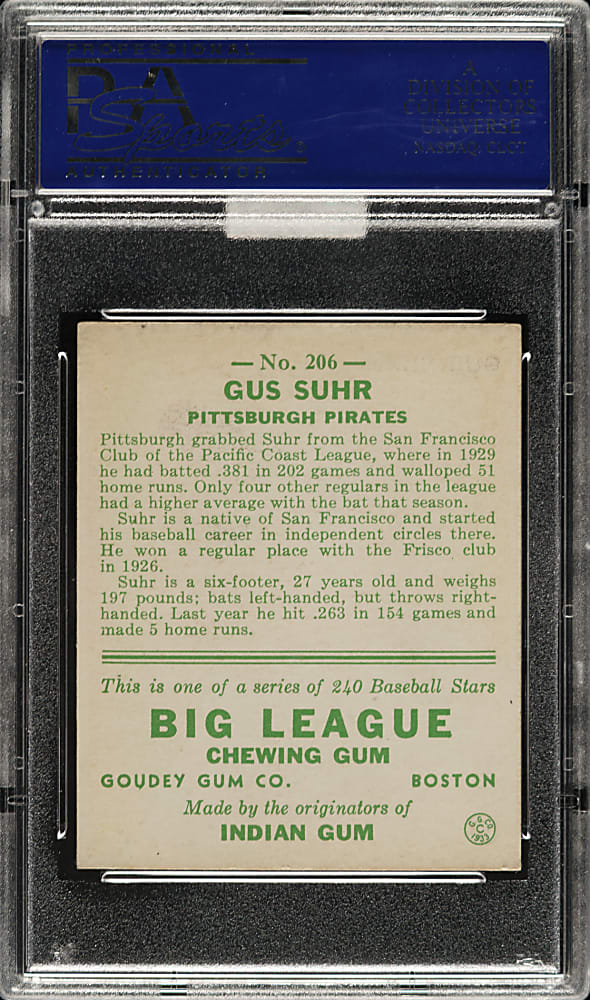 PROFESSIONAL
PSA
AUTHENTICATOR
A
DIVISION OF
COLLECTORS
UNIVERSE
NASDAQ: CLCT
— No. 206 —
GUS SUHR
PITTSBURGH PIRATES
Pittsburgh grabbed Suhr from the San Francisco
Club of the Pacific Coast League, where in 1929
he had batted .381 in 202 games and walloped 51
home runs. Only four other regulars in the league
had a higher average with the bat that season.
Suhr is a native of San Francisco and started
his baseball career in independent circles there.
He won a regular place with the Frisco club
in 1926.
Suhr is a six-footer, 27 years old and weighs
197 pounds; bats left-handed, but throws right-
handed. Last year he hit .263 in 154 games and
made 5 home runs.
This is one of a series of 240 Baseball Stars
BIG LEAGUE
CHEWING GUM
GOUDEY GUM CO. BOSTON
Made by the originators of
INDIAN GUM
G.G.CO.
C
1933